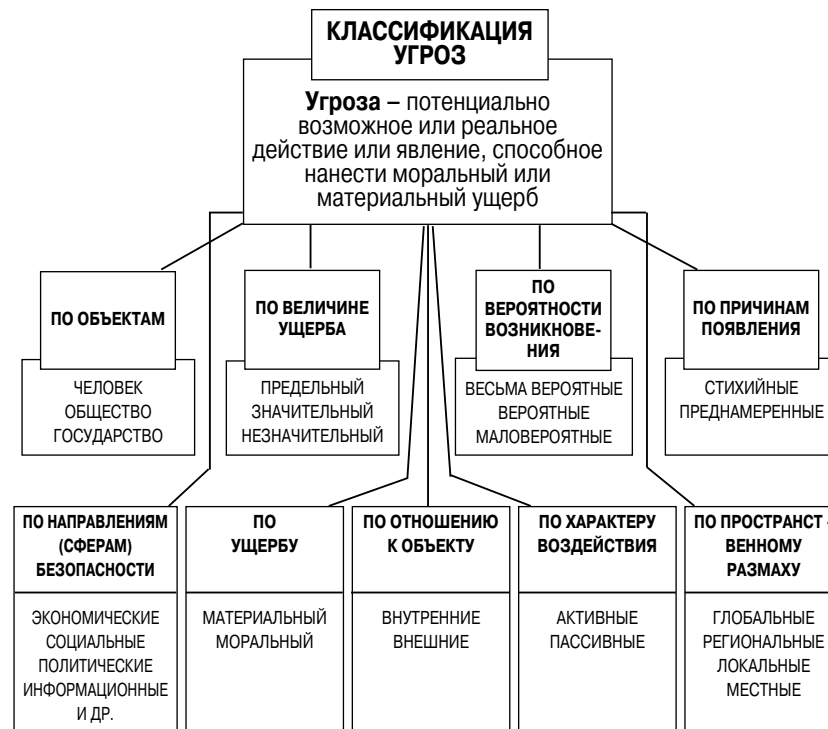 КЛАССИФИКАЦИЯ
УГРОЗ
Угроза – потенциально
возможное или реальное
действие или явление, способное
нанести моральный или
материальный ущерб
ПО ОБЪЕКТАМ
ЧЕЛОВЕК
ОБЩЕСТВО
ГОСУДАРСТВО
ПО ВЕЛИЧИНЕ
УЩЕРБА
ПРЕДЕЛЬНЫЙ
ЗНАЧИТЕЛЬНЫЙ
НЕЗНАЧИТЕЛЬНЫЙ
ПО
ВЕРОЯТНОСТИ
ВОЗНИКНОВЕ-
НИЯ
ВЕСЬМА ВЕРОЯТНЫЕ
ВЕРОЯТНЫЕ
МАЛОВЕРОЯТНЫЕ
ПО ПРИЧИНАМ
ПОЯВЛЕНИЯ
СТИХИЙНЫЕ
ПРЕДНАМЕРЕННЫЕ
ПО НАПРАВЛЕНИЯМ
(СФЕРАМ)
БЕЗОПАСНОСТИ
ЭКОНОМИЧЕСКИЕ
СОЦИАЛЬНЫЕ
ПОЛИТИЧЕСКИЕ
ИНФОРМАЦИОННЫЕ
И ДР.
ПО
УЩЕРБУ
МАТЕРИАЛЬНЫЙ
МОРАЛЬНЫЙ
ПО ОТНОШЕНИЮ
К ОБЪЕКТУ
ВНУТРЕННИЕ
ВНЕШНИЕ
ПО ХАРАКТЕРУ
ВОЗДЕЙСТВИЯ
АКТИВНЫЕ
ПАССИВНЫЕ
ПО ПРОСТРАНСТ -
ВЕННОМУ
РАЗМАХУ
ГЛОБАЛЬНЫЕ
РЕГИОНАЛЬНЫЕ
ЛОКАЛЬНЫЕ
МЕСТНЫЕ